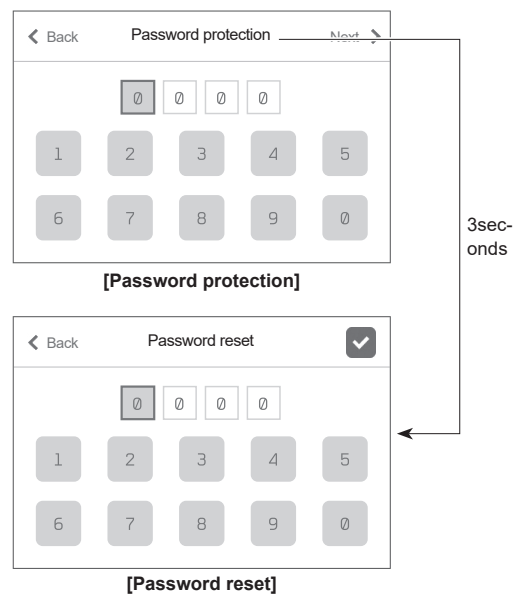 Back Password protection Next
0 0 0 0
1 2 3 4 5
6 7 8 9 0
[Password protection]
3sec-
onds
Back Password reset
0 0 0 0
1 2 3 4 5
6 7 8 9 0
[Password reset]